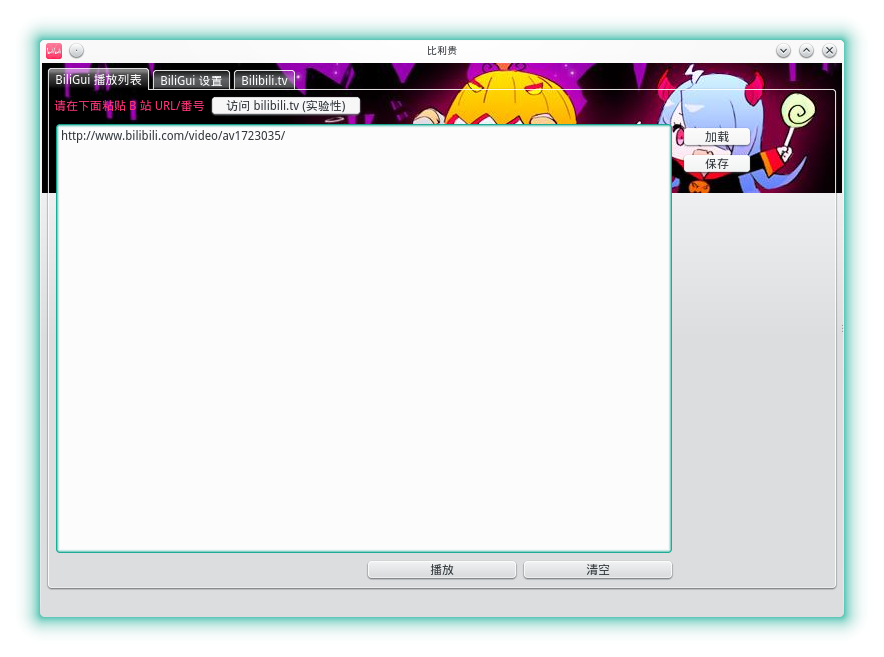 比利贵
BiliGui 播放列表 BiliGui 设置 Bilibili.tv
请在下面粘贴 B 站 URL/番号 访问 bilibili.tv (实验性)
http://www.bilibili.com/video/av1723035/
加载
保存
播放 清空